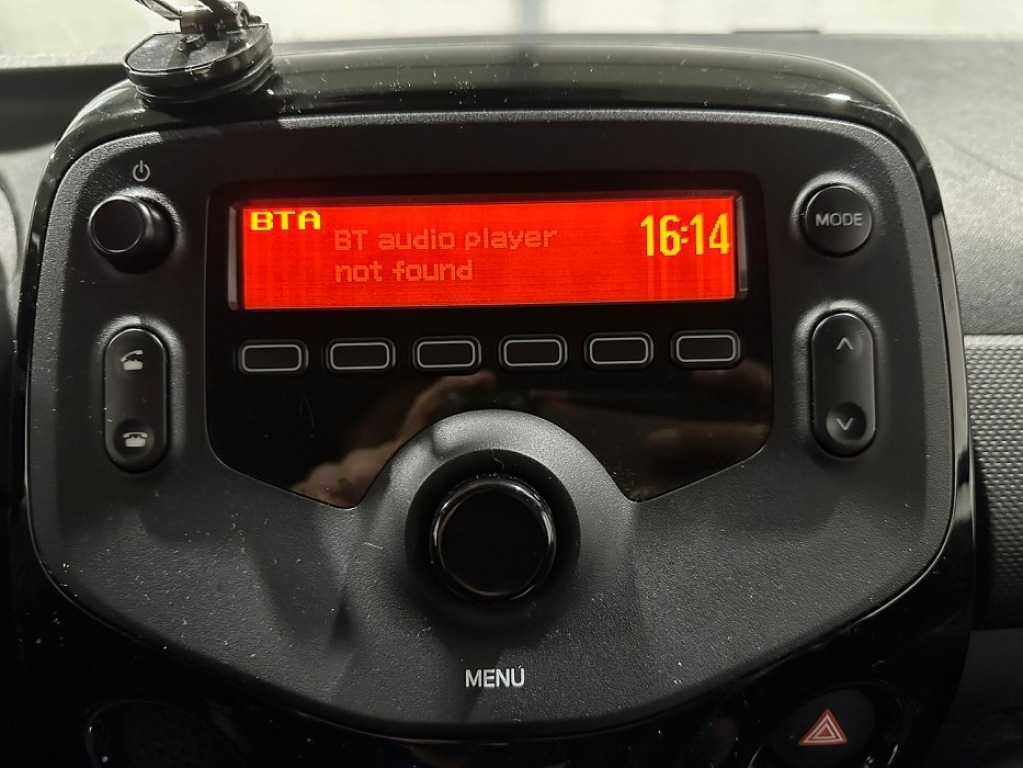 BTA
BT audio player
not found
16:14
MODE
MENU